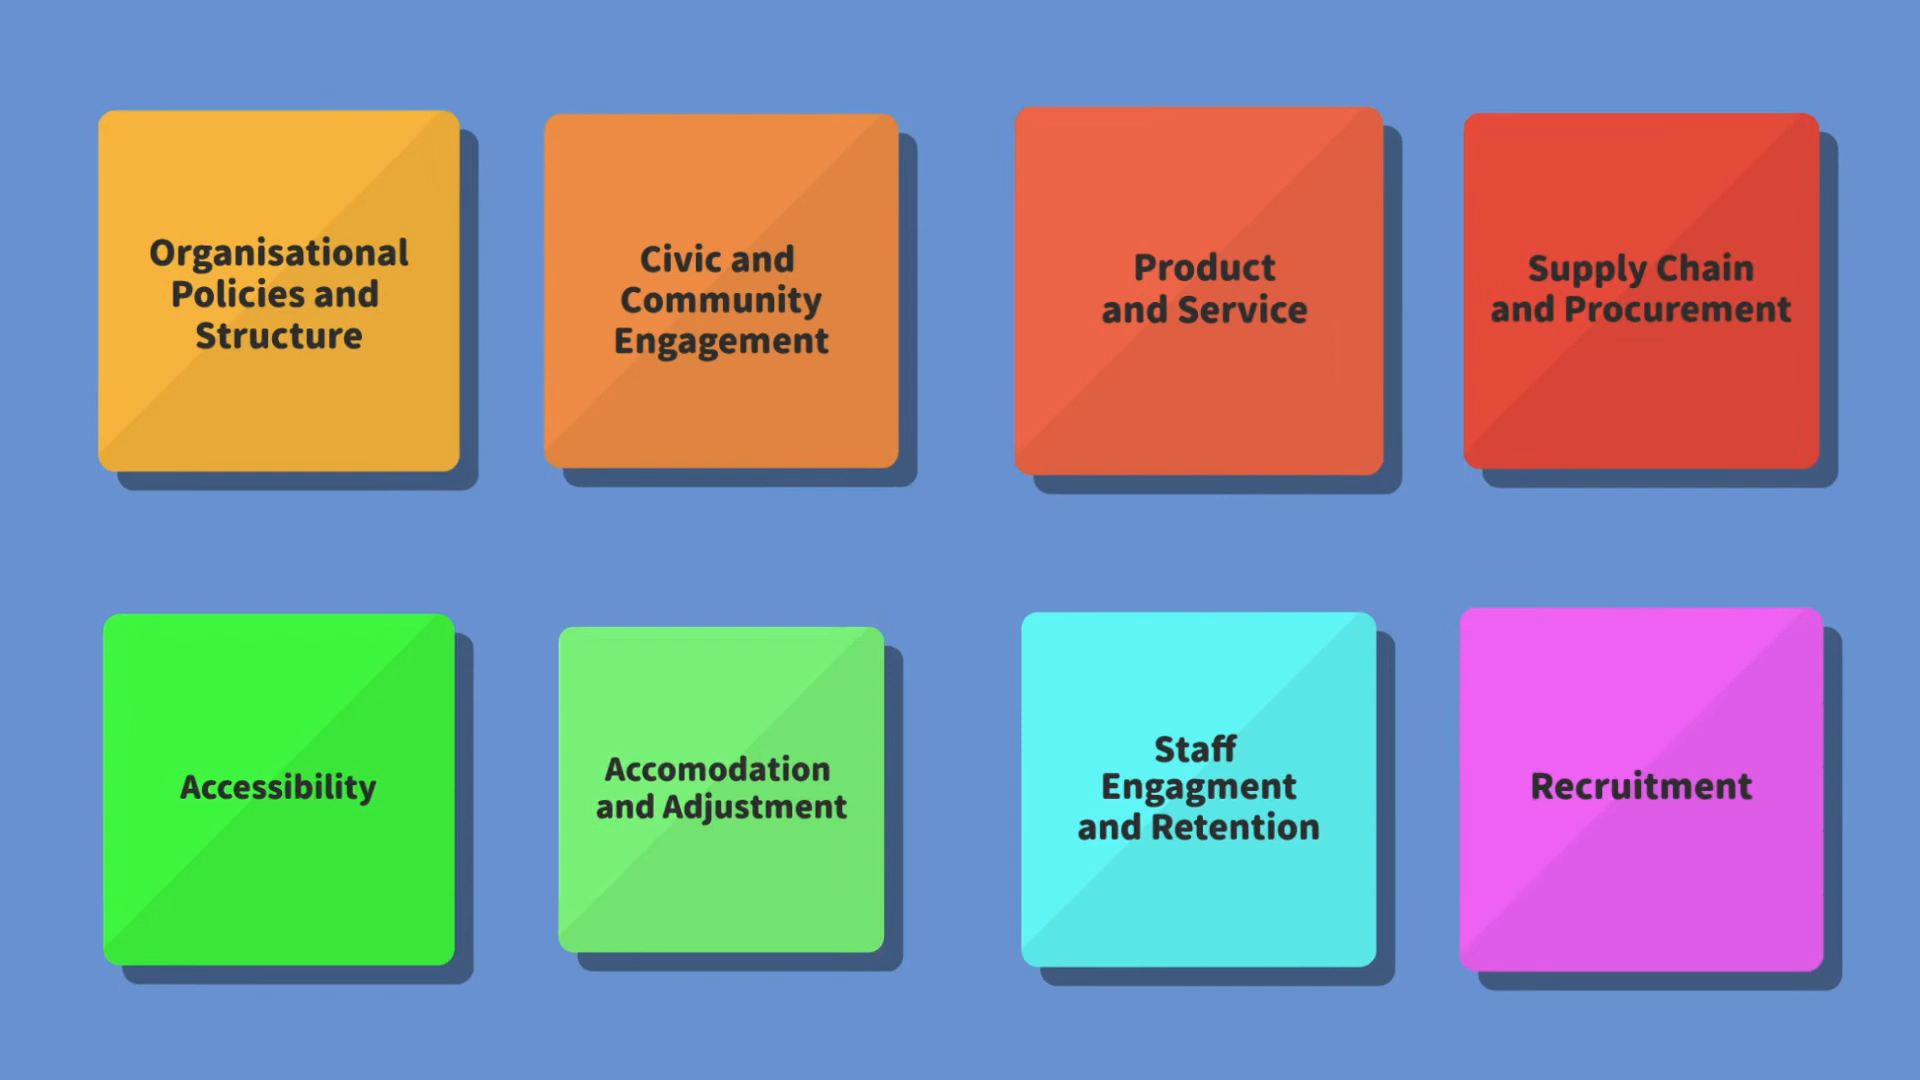 Organisational
Policies and
Structure
Civic and
Community
Engagement
Product
and Service
Supply Chain
and Procurement
Accessibility
Accomodation
and Adjustment
Staff
Engagment
and Retention
Recruitment